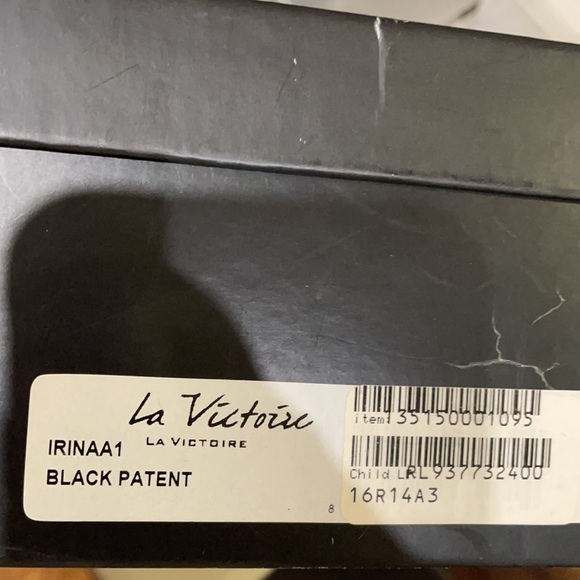 La Victoire
LA VICTOIRE
IRINAA1
BLACK PATENT
8
item: 35150001095
Child LRL937732400
16R14A3